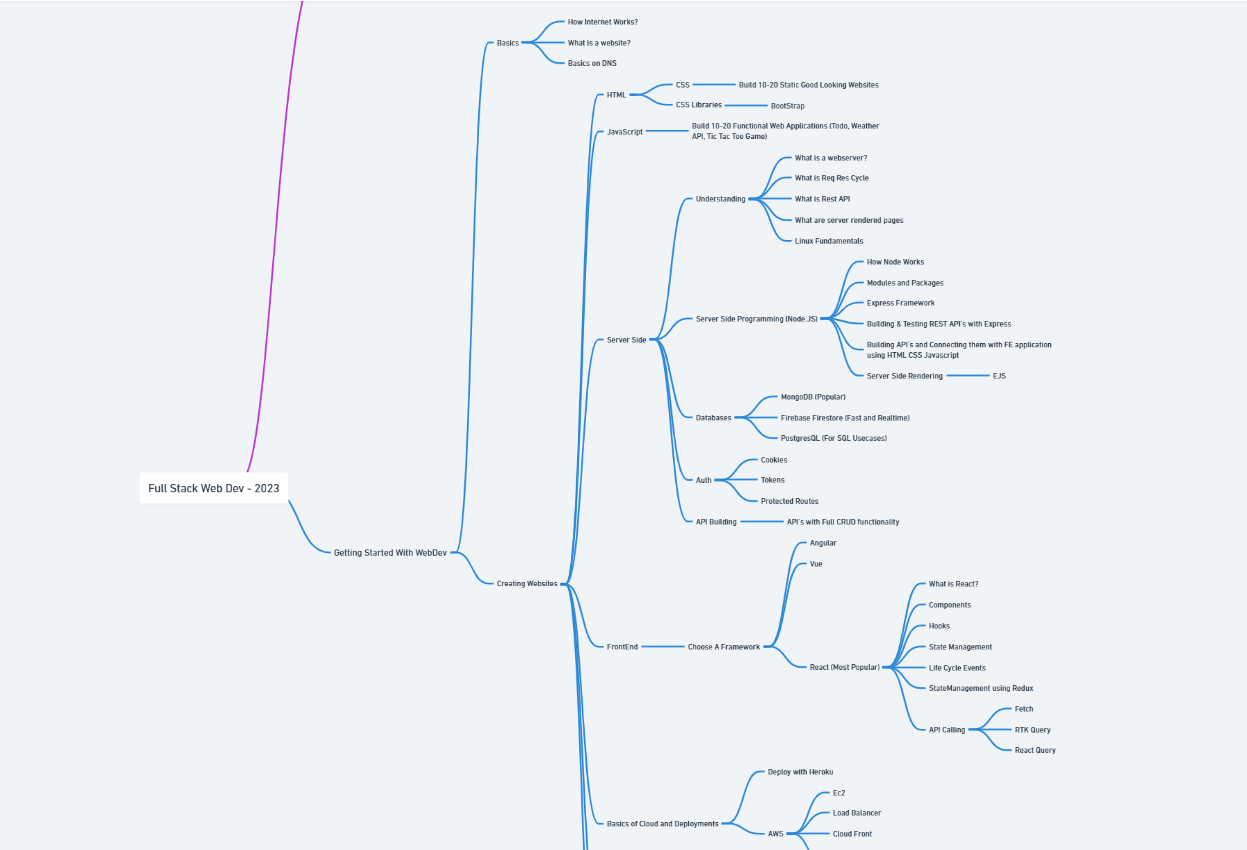 How Internet Works?
Basics
What is a website?
Basics on DNS
CSS
Build 10-20 Static Good Looking Websites
HTML
CSS Libraries
BootStrap
JavaScript
Build 10-20 Functional Web Applications (Todo, Weather
API, Tic Tac Toe Game)
What is a webserver?
What is Req Res Cycle
Understanding
What is Rest API
What are server rendered pages
Linux Fundamentals
How Node Works
Modules and Packages
Express Framework
Server Side Programming (Node.JS)
Building & Testing REST API's with Express
Server Side
Building API's and Connecting them with FE application
using HTML CSS Javascript
Server Side Rendering
EJS
MongoDB (Popular)
Databases
Firebase Firestore (Fast and Realtime)
PostgresQL (For SQL Usecases)
Cookies
Auth
Tokens
Protected Routes
API Building
API's with Full CRUD functionality
Full Stack Web Dev - 2023
Getting Started With WebDev
Creating Websites
Angular
Vue
What is React?
Components
Hooks
FrontEnd
Choose A Framework
State Management
React (Most Popular)
Life Cycle Events
StateManagement using Redux
Fetch
API Calling
RTK Query
React Query
Deploy with Heroku
Ec2
Load Balancer
Basics of Cloud and Deployments
AWS
Cloud Front